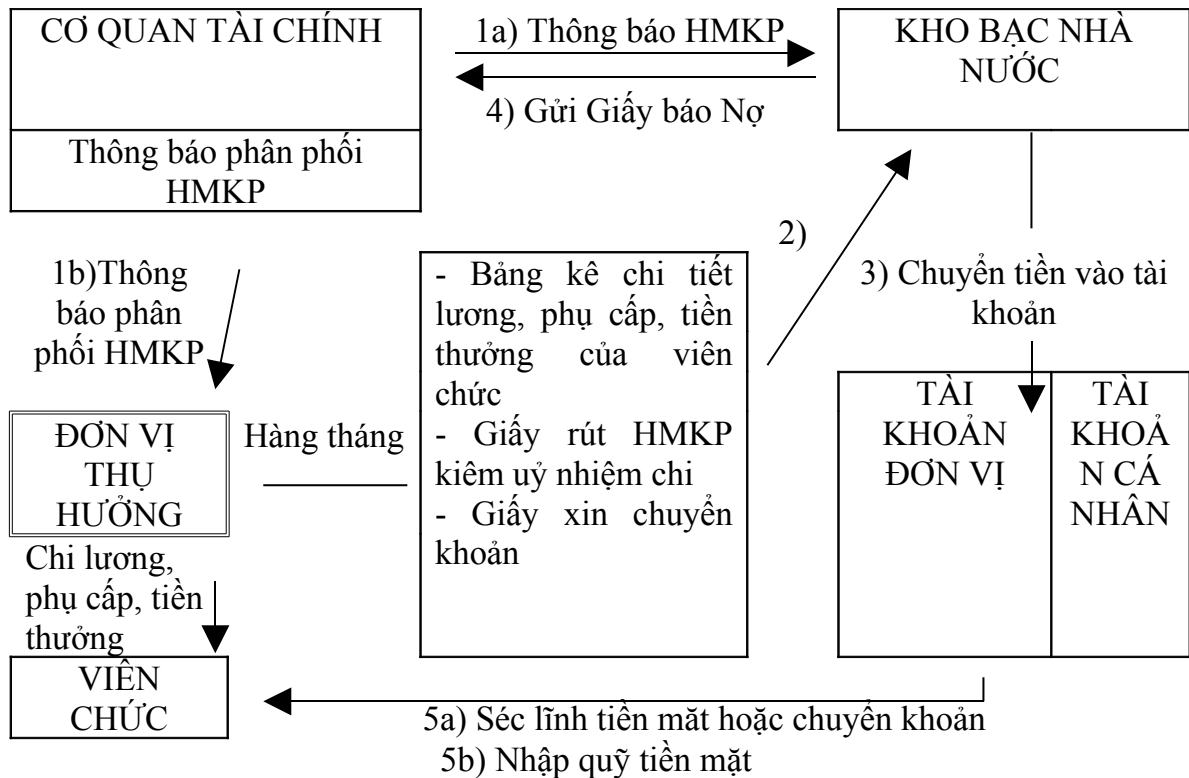 CƠ QUAN TÀI CHÍNH
Thông báo phân phối
HMKP
1a) Thông báo HMKP
4) Gửi Giấy báo Nợ
KHO BẠC NHÀ
NƯỚC
1b)Thông
báo phân
phối HMKP
2)
3) Chuyển tiền vào tài
khoản
ĐƠN VỊ
THỤ
HƯỞNG
Hàng tháng
- Bảng kê chi tiết
lương, phụ cấp, tiền
thưởng của viên
chức
- Giấy rút HMKP
kiêm uỷ nhiệm chi
- Giấy xin chuyển
khoản
TÀI
KHOẢN
ĐƠN VỊ
TÀI
KHOẢ
N CÁ
NHÂN
Chi lương,
phụ cấp, tiền
thưởng
VIÊN
CHỨC
5a) Séc lĩnh tiền măt hoặc chuyển khoản
5b) Nhập quỹ tiền mặt